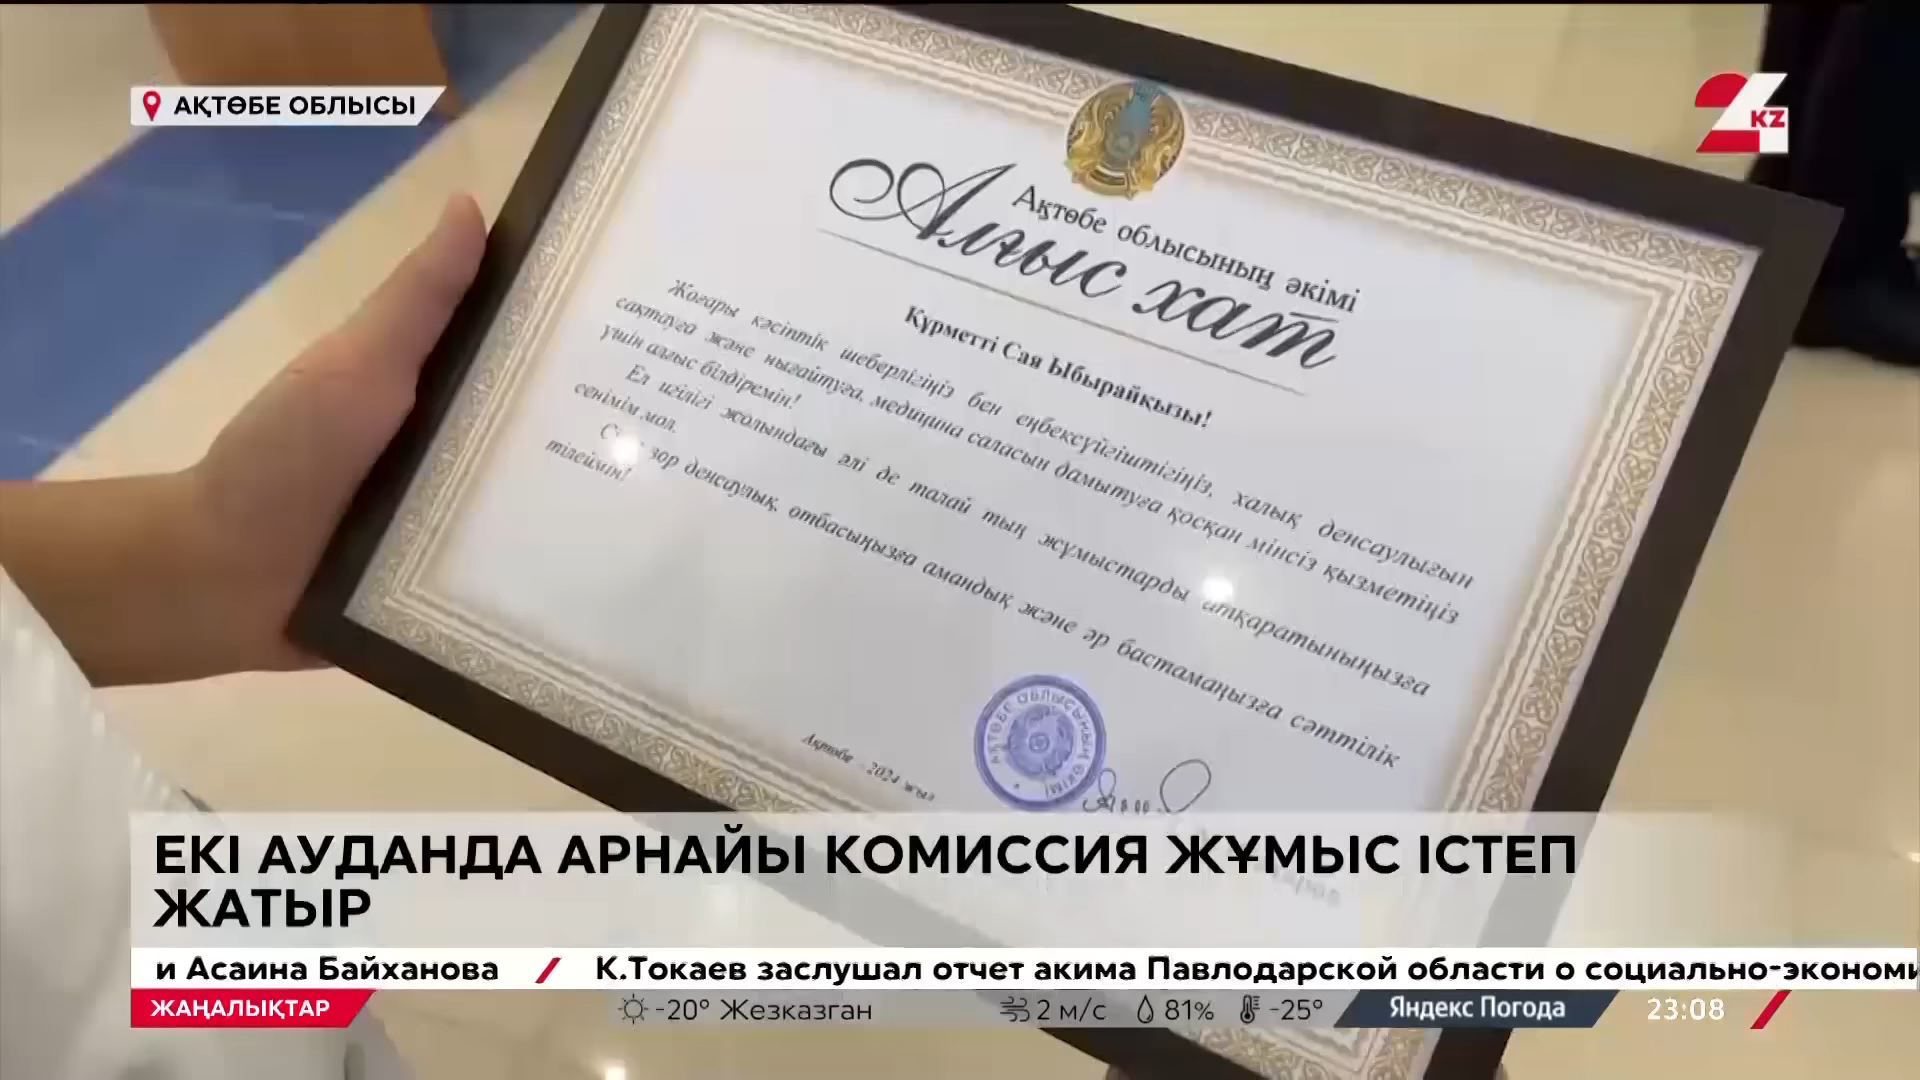 АҚТӨБЕ ОБЛЫСЫ
24 KZ
Ақтөбе облысының әкімі
Алғыс хат
Құрметті Сая Ыбырайқызы!
Жоғары кәсіптік шеберлігіңіз бен еңбексүйгіштігіңіз, халық денсаулығын
сақтауға және нығайтуға, медицина саласын дамытуға қосқан мінсіз қызметіңіз
үшін алғыс білдіремін!
Ел игілігі жолындағы әлі де талай тың жұмыстарды атқаратыныңызға
сенімім мол.
зор денсаулық, отбасыңызға амандық және әр бастамаңызға сәттілік
тілеймін!
АҚТӨБЕ ОБЛЫСЫНЫҢ ӘКІМІ
Ақтөбе - 2024 жыл
ЕКІ АУДАНДА АРНАЙЫ КОМИССИЯ ЖҰМЫС ІСТЕП
ЖАТЫР
и Асаина Байханова / К.Токаев заслушал отчет акима Павлодарской области о социально-экономи
ЖАҢАЛЫҚТАР -20° Жезказган 2 м/с 81% -25° Яндекс Погода 23:08